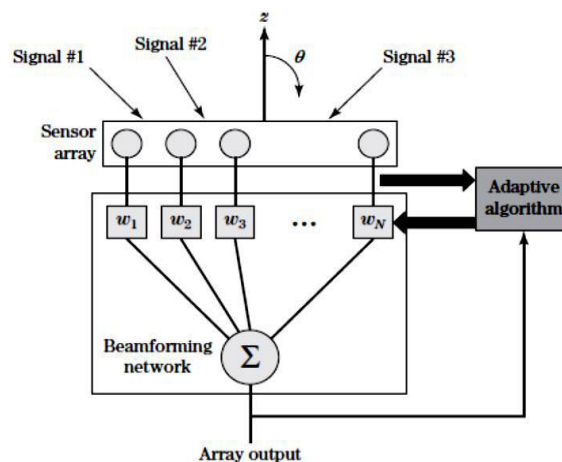 z
Signal #2
Signal #1
θ
Signal #3
Sensor
array
Adaptive
algorithm
w1 w2 w3 ... wN
Beamforming
network
Σ
Array output